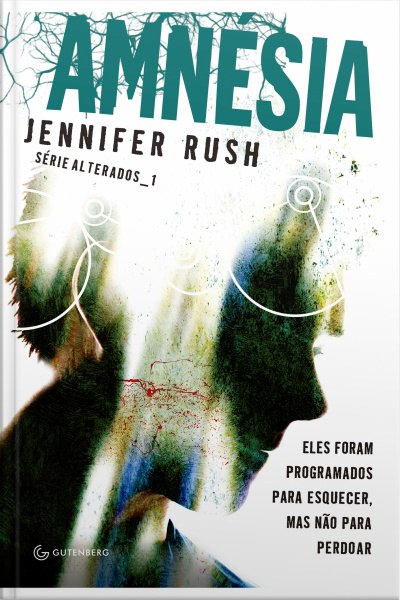 AMNÉSIA
JENNIFER RUSH
SÉRIE ALTERADOS_1
ELES FORAM
PROGRAMADOS
PARA ESQUECER,
MAS NÃO PARA
PERDOAR
G GUTENBERG